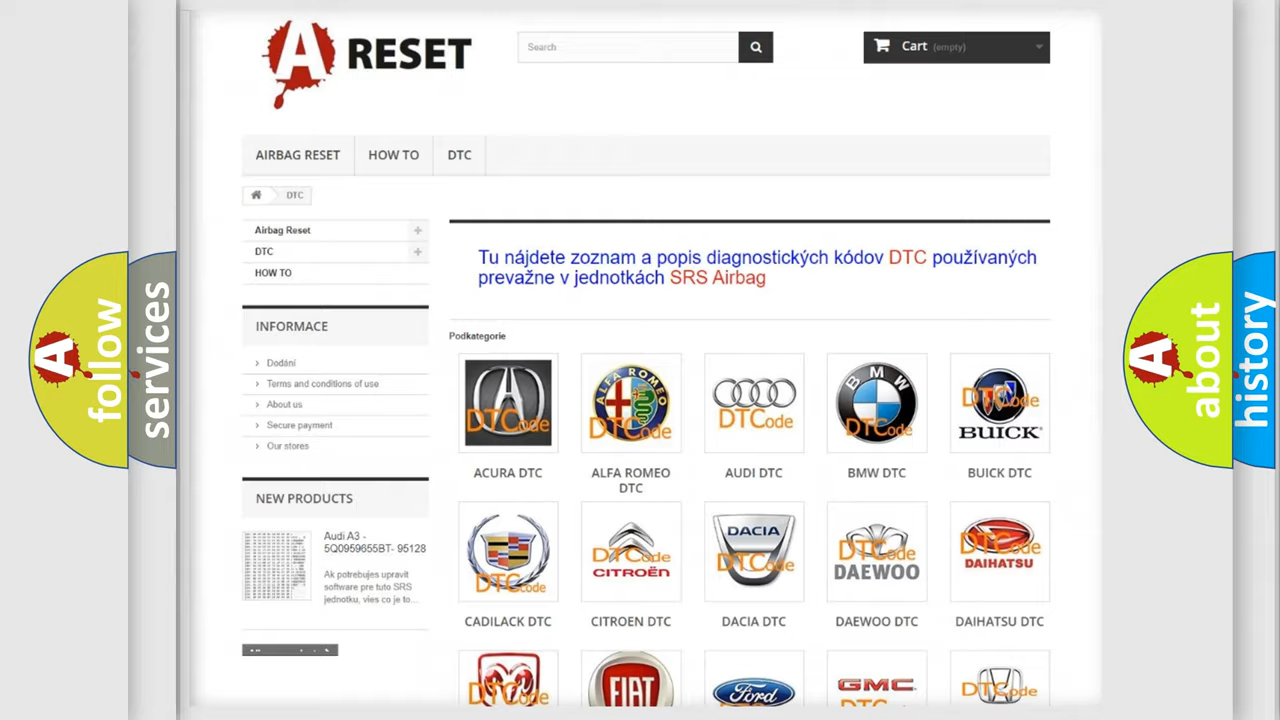 A RESET
Search
Cart (empty)
AIRBAG RESET
HOW TO
DTC
DTC
Airbag Reset
DTC
HOW TO
INFORMACE
Dodání
Terms and conditions of use
About us
Secure payment
Our stores
NEW PRODUCTS
Audi A3 -
5Q0959655BT- 95128
Ak potrebujes upravit
software pre tuto SRS
jednotku, vies co je to...
Tu nájdete zoznam a popis diagnostických kódov DTC používaných
prevažne v jednotkách SRS Airbag
Podkategorie
DTCode
ALFA ROMEO
DTCode
DTCode
BMW
DTCode
DTCode
BUICK
ACURA DTC
ALFA ROMEO
DTC
AUDI DTC
BMW DTC
BUICK DTC
DTCode
DTCode
CITROËN
DACIA
DTCode
DTCode
DAEWOO
DTCode
DAIHATSU
CADILACK DTC
CITROEN DTC
DACIA DTC
DAEWOO DTC
DAIHATSU DTC
DTCode
FIAT
Ford
GMC
DTCode
A
follow
services
A
about
history